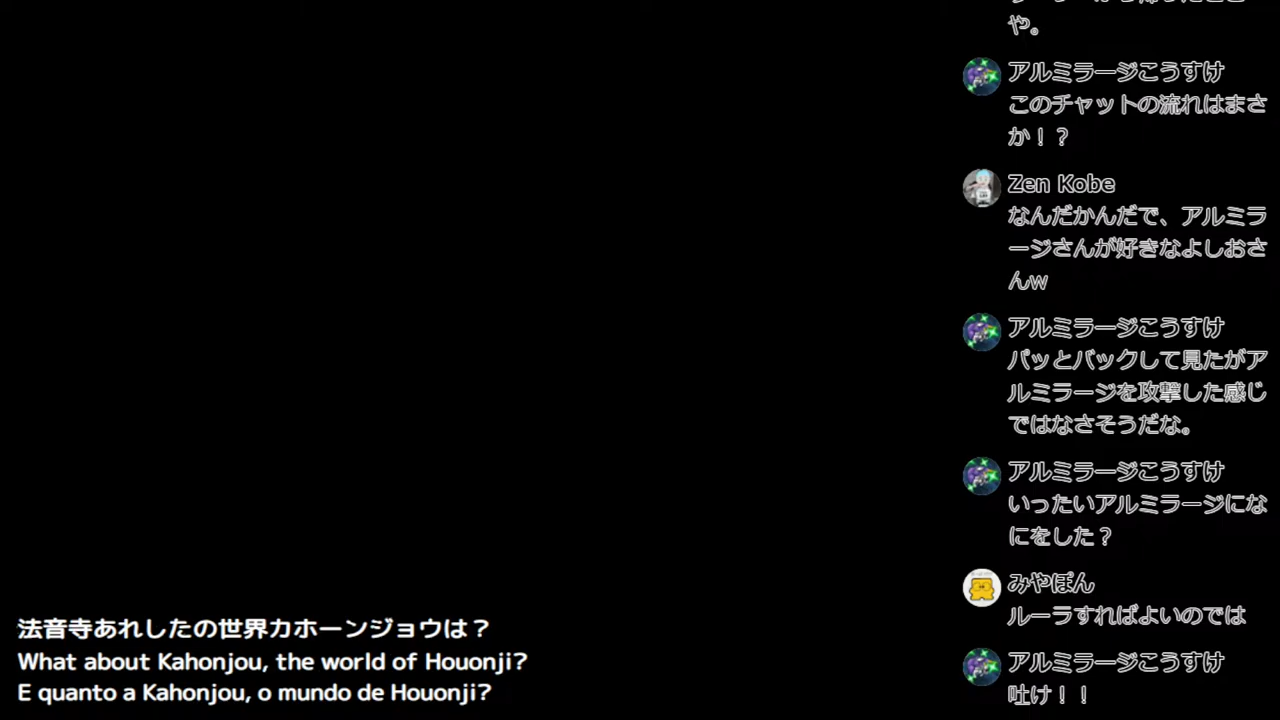 や。
アルミラージこうすけ
このチャットの流れはまさ
か！？
Zen Kobe
なんだかんだで、アルミラ
ージさんが好きなよしおさ
んw
アルミラージこうすけ
パッとバックして見たがア
ルミラージを攻撃した感じ
ではなさそうだな。
アルミラージこうすけ
いったいアルミラージにな
にをした？
みやぽん
ルーラすればよいのでは
アルミラージこうすけ
吐け！！
法音寺あれしたの世界カホーンジョウは？
What about Kahonjou, the world of Houonji?
E quanto a Kahonjou, o mundo de Houonji?